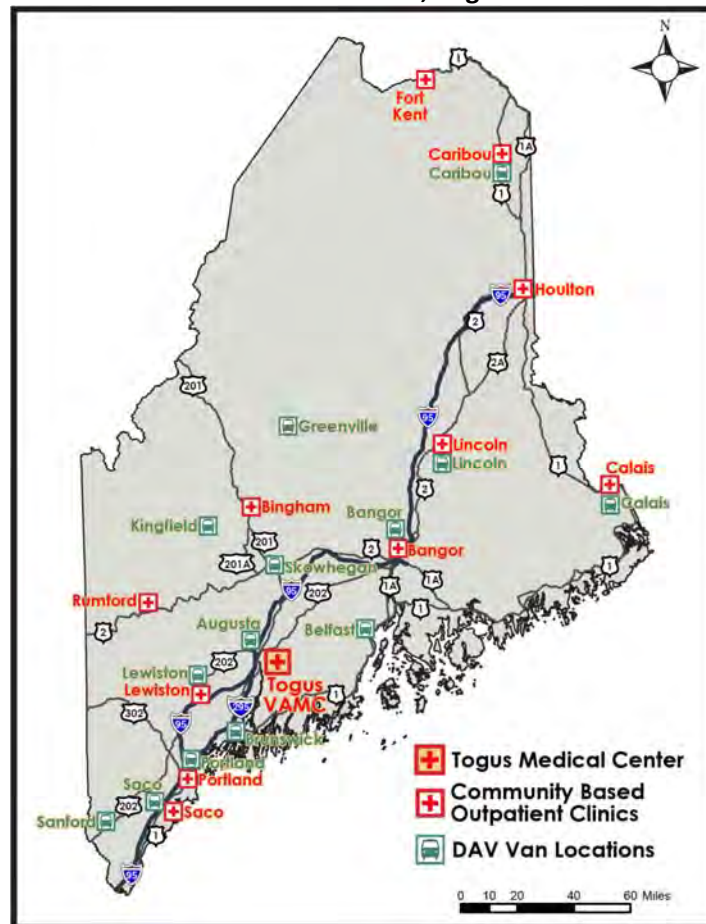 N
1
Fort
Kent
Caribou
1A
Caribou
1
95
Houlton
2
2A
201
Greenville
95
Lincoln
Lincoln
1
Calais
2
Calais
Bingham
Bangor
Kingfield
201
2
Bangor
201A
Skowhegan
1
95
202
1A
1A
Rumford
1
2
Augusta
Belfast
202
Lewiston
Togus
VAMC
Lewiston
1
295
302
95
Brunswick
Portland
Portland
Saco
202
Saco
Sanford
1
95
Togus Medical Center
Community Based
Outpatient Clinics
DAV Van Locations
0 10 20 40 60 Miles